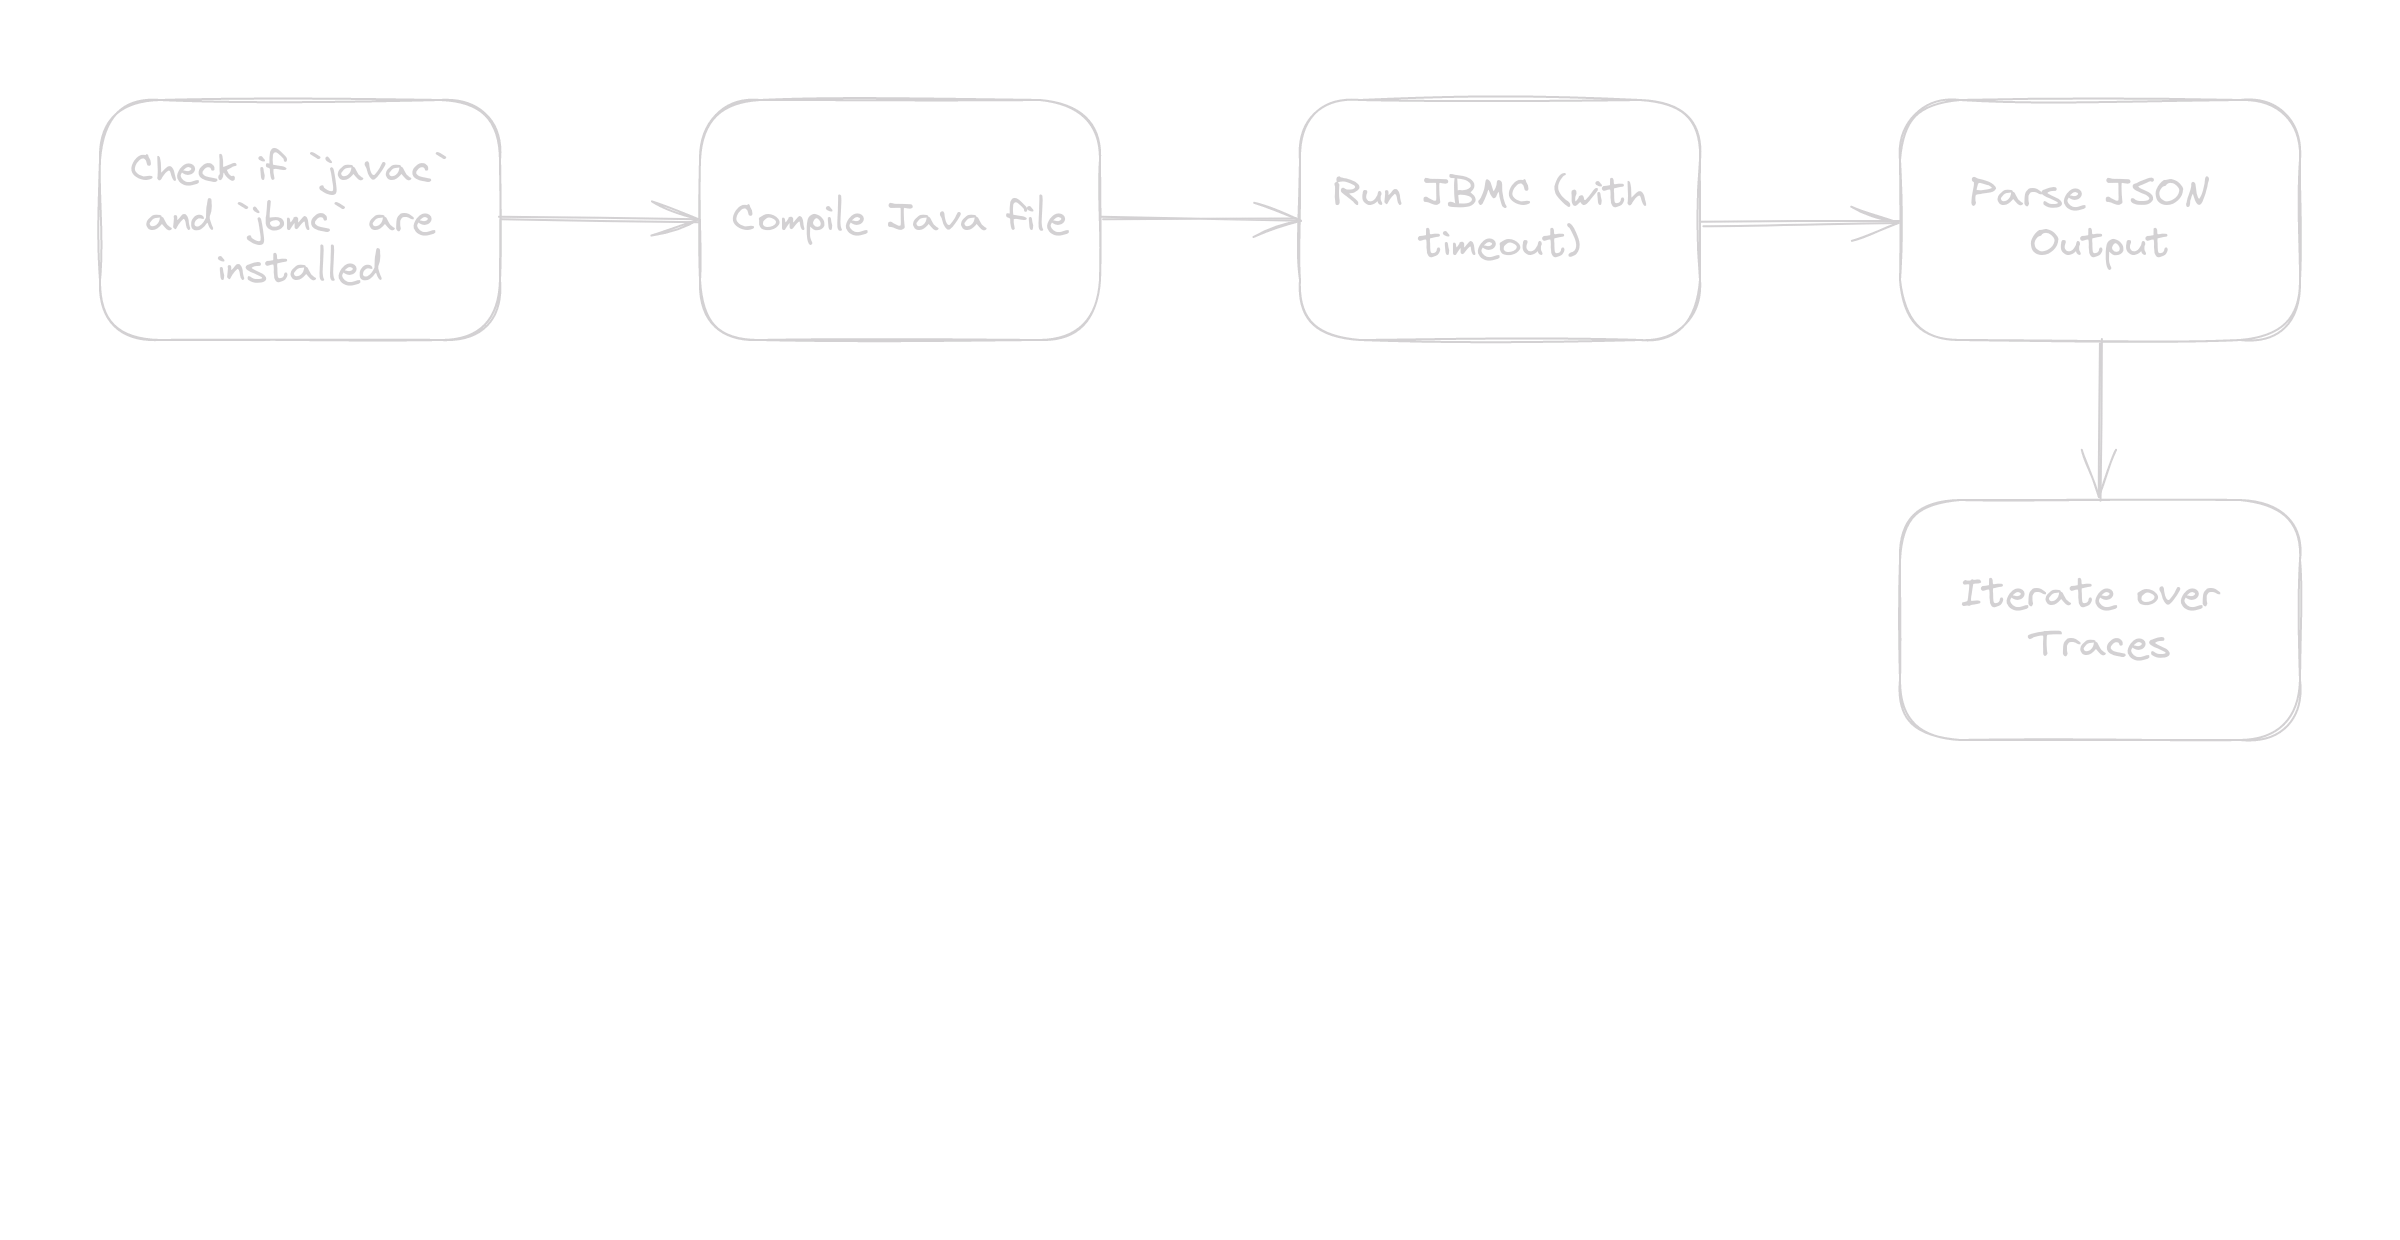 Check if `javac`
and `jbmc` are
installed
Compile Java file
Run JBMC (with
timeout)
Parse JSON
Output
Iterate over
Traces